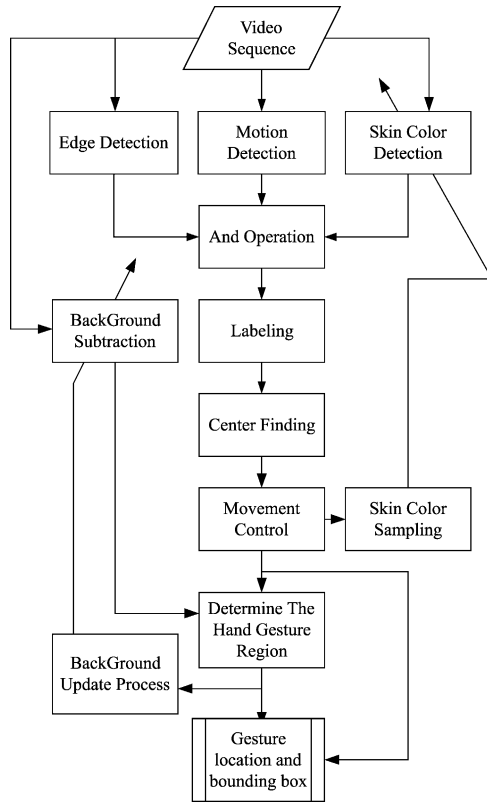 Video
Sequence
Edge Detection
Motion
Detection
Skin Color
Detection
And Operation
BackGround
Subtraction
Labeling
Center Finding
Movement
Control
Skin Color
Sampling
Determine The
Hand Gesture
Region
BackGround
Update Process
Gesture
location and
bounding box